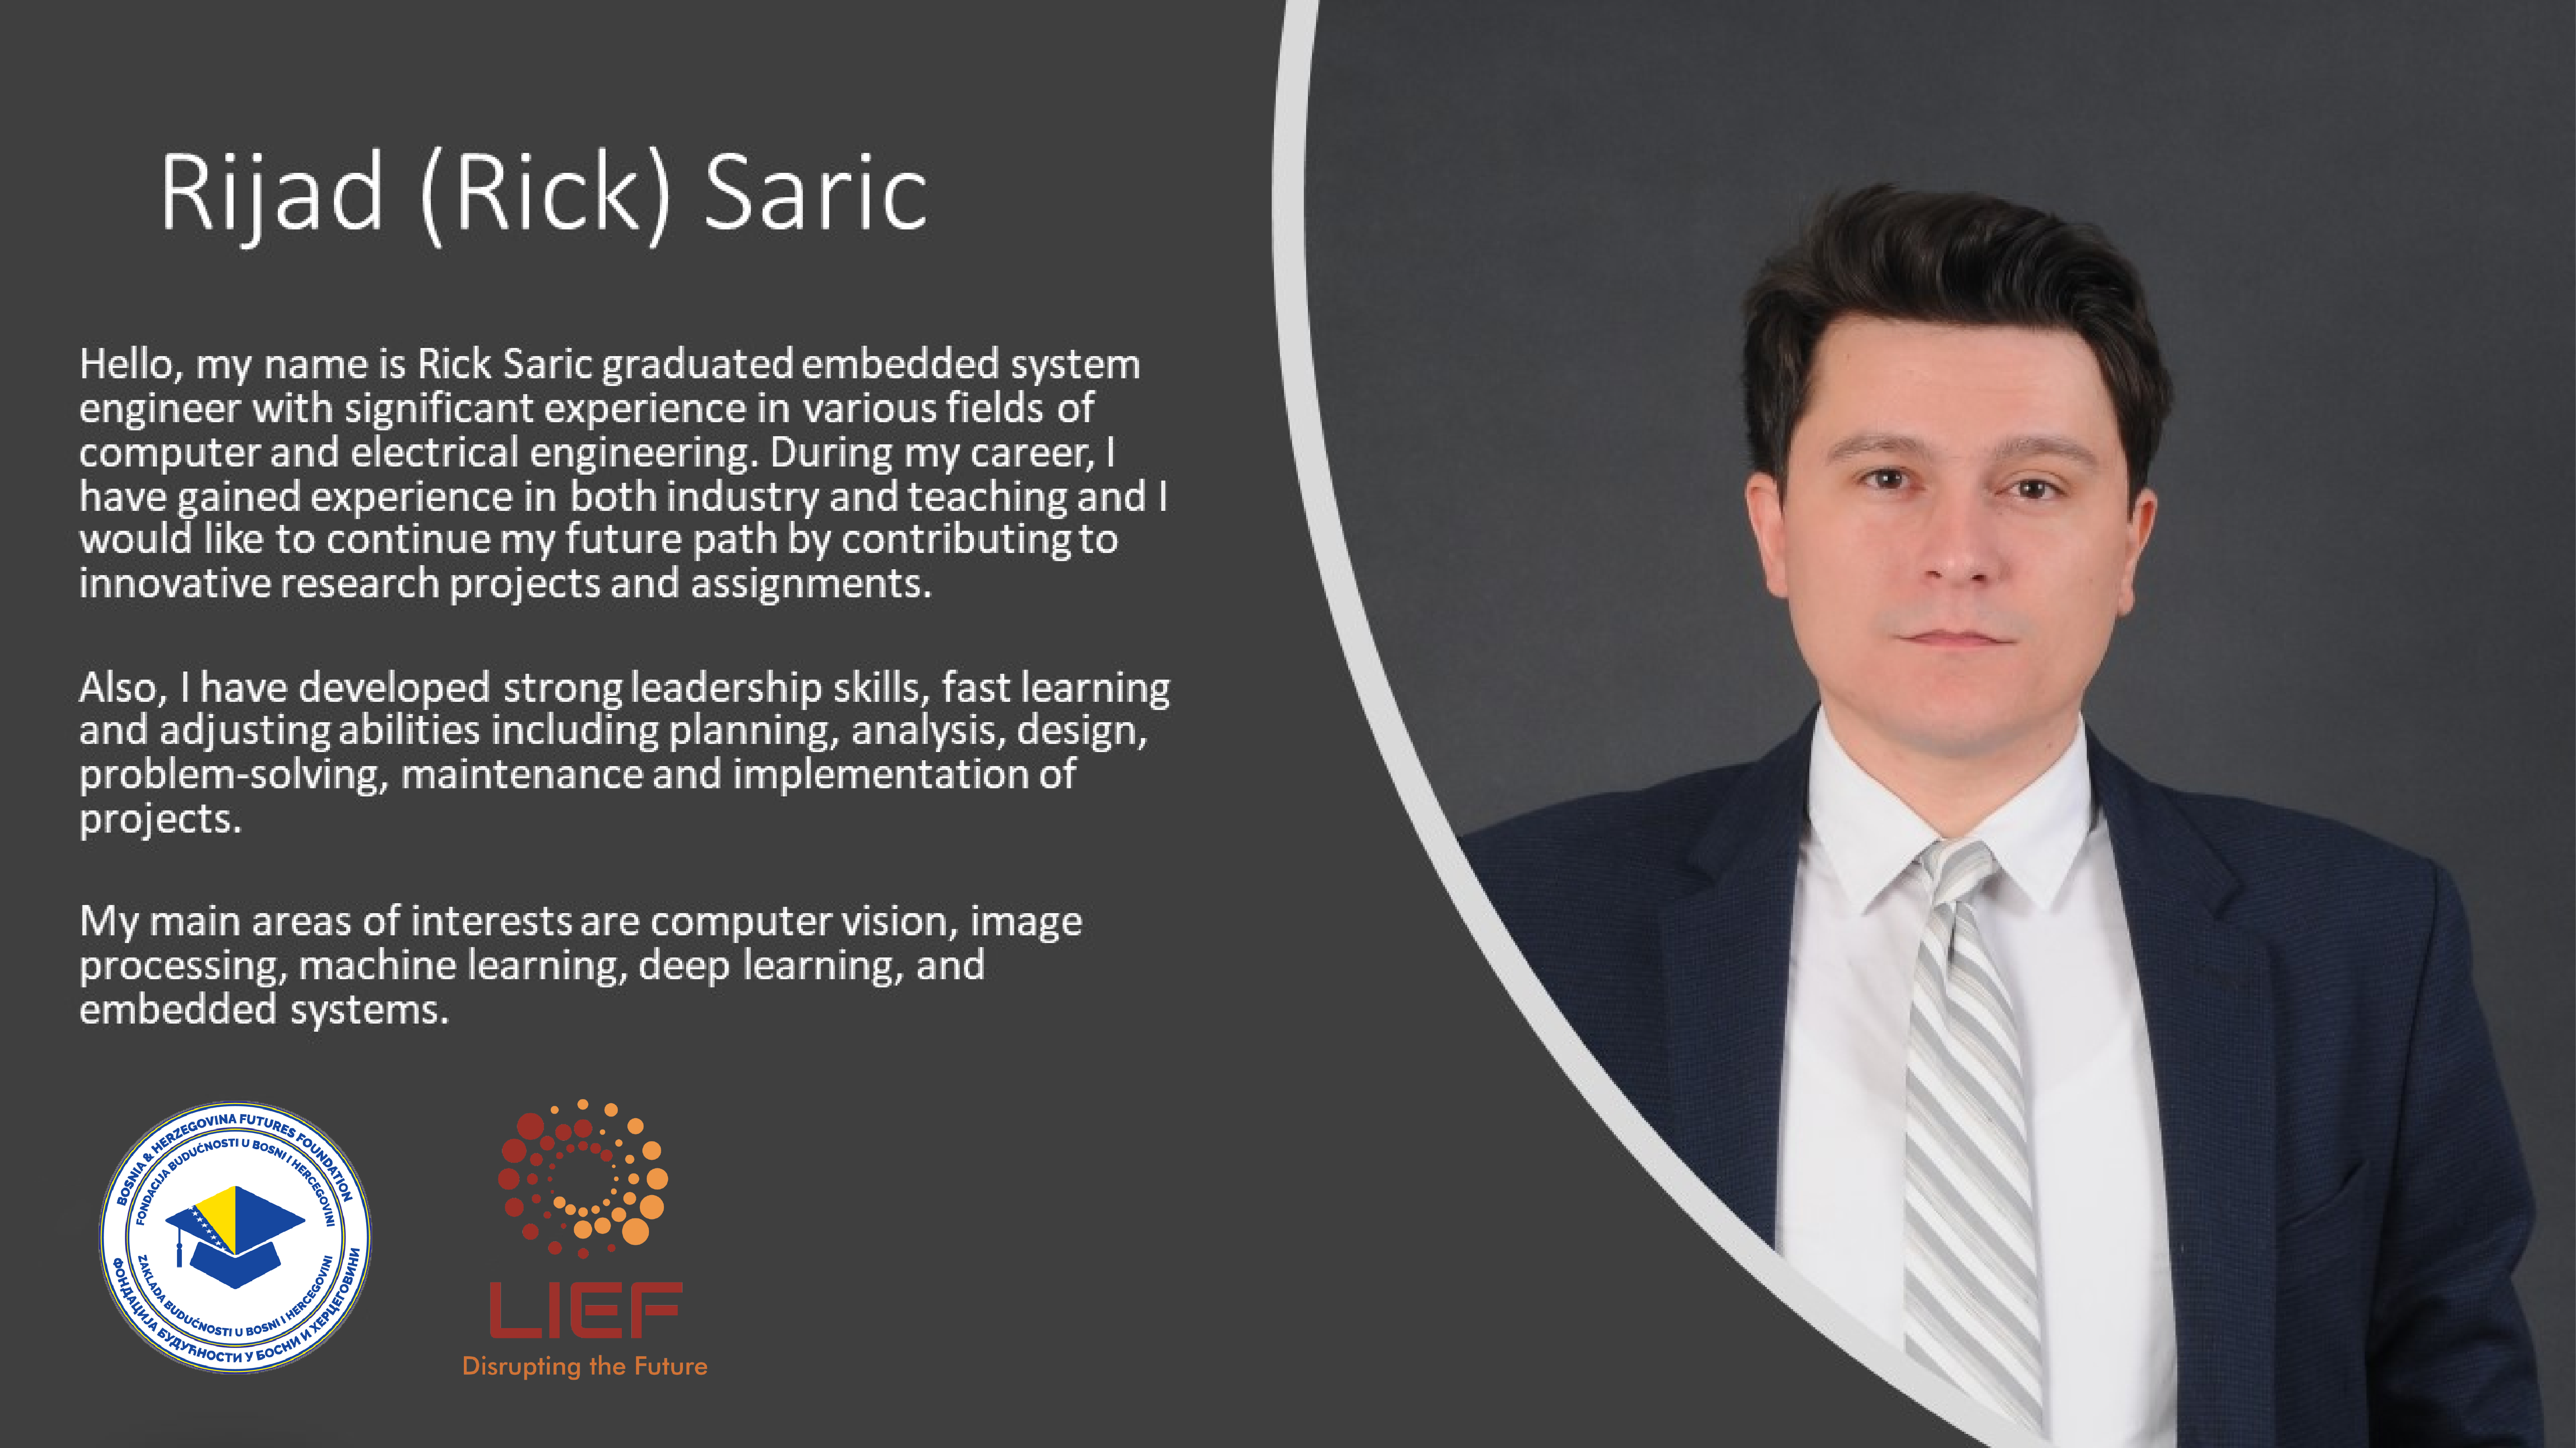 Rijad (Rick) Saric
Hello, my name is Rick Saric graduated embedded system
engineer with significant experience in various fields of
computer and electrical engineering. During my career, I
have gained experience in both industry and teaching and I
would like to continue my future path by contributing to
innovative research projects and assignments.
Also, I have developed strong leadership skills, fast learning
and adjusting abilities including planning, analysis, design,
problem-solving, maintenance and implementation of
projects.
My main areas of interests are computer vision, image
processing, machine learning, deep learning, and
embedded systems.
BOSNIA & HERZEGOVINA FUTURES FOUNDATION
FONDACIJA BUDUĆNOSTI U BOSNI I HERCEGOVINI
ZAKLADA BUDUĆNOSTI U BOSNI I HERCEGOVINI
ФОНДАЦИЈА БУДУЋНОСТИ У БОСНИ И ХЕРЦЕГОВИНИ
LIEF
Disrupting the Future